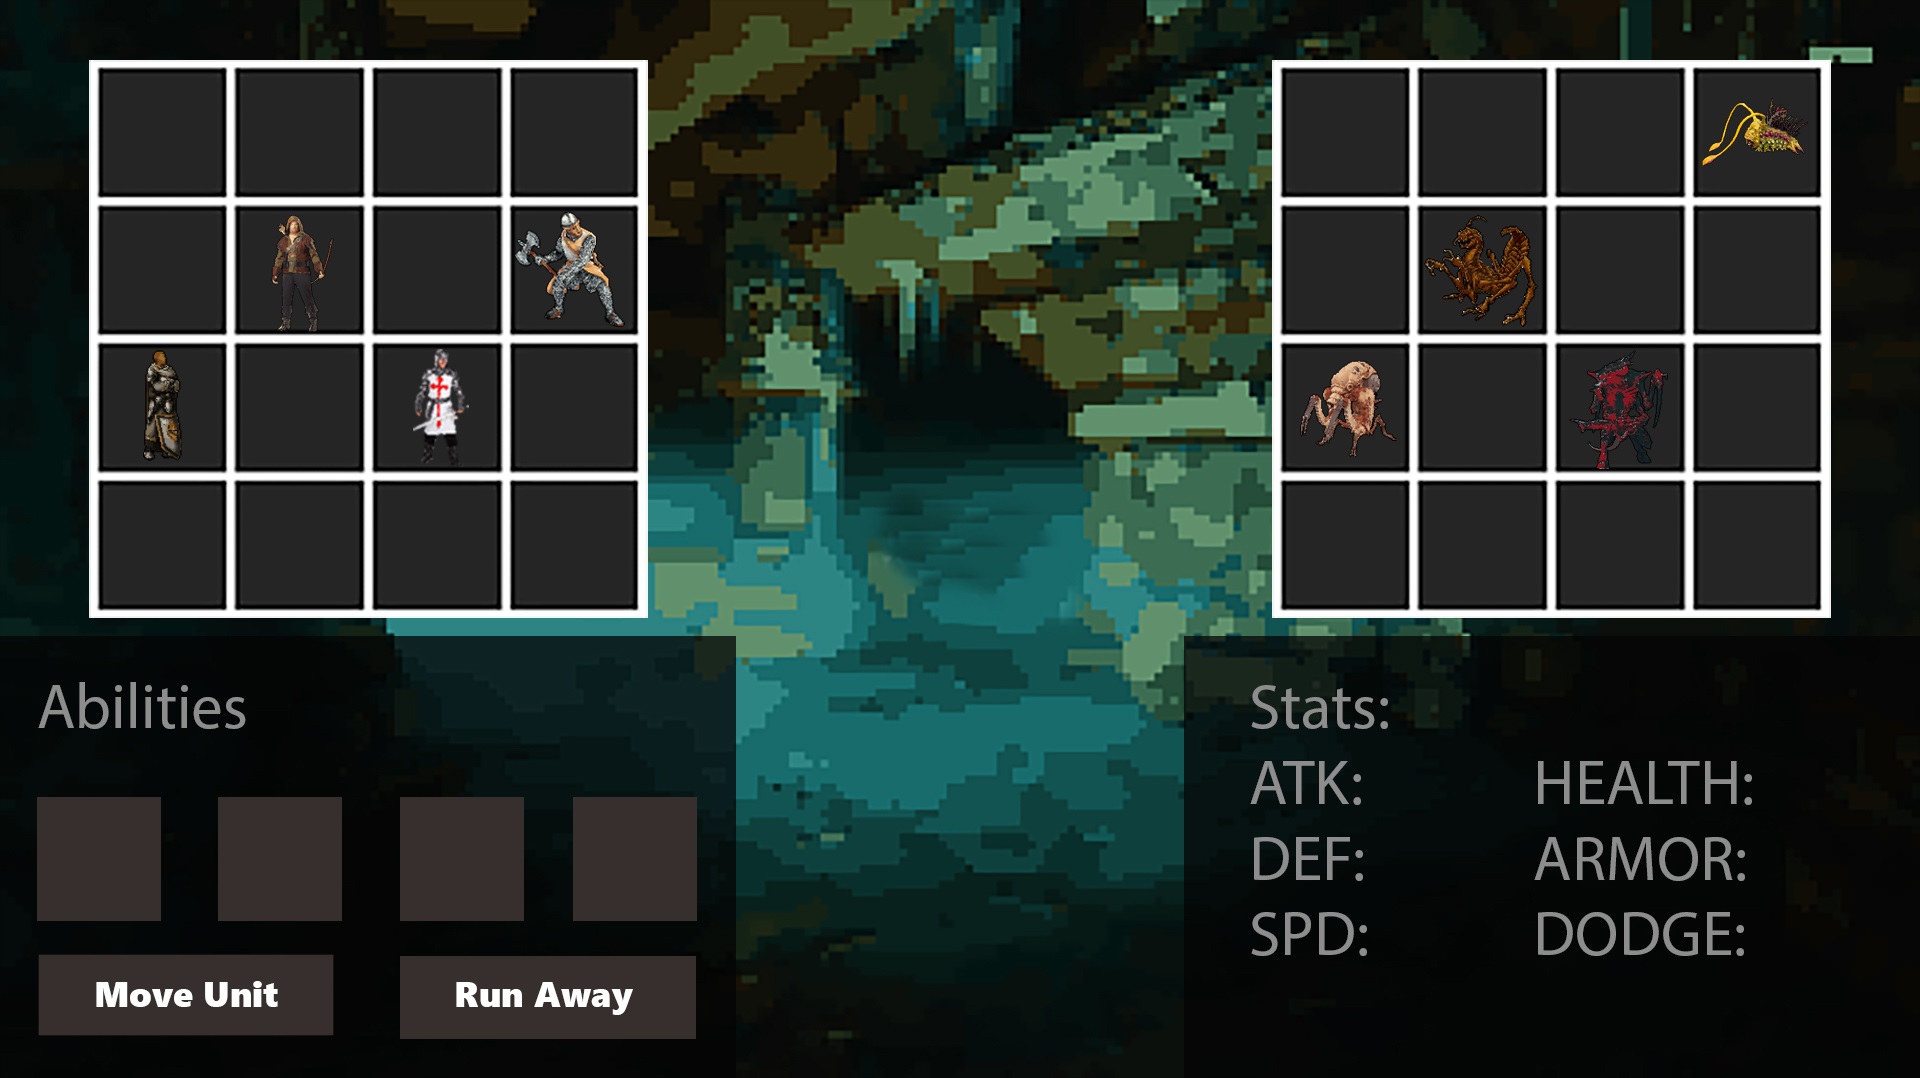 Abilities
Move Unit
Run Away
Stats:
ATK:
HEALTH:
DEF:
ARMOR:
SPD:
DODGE: